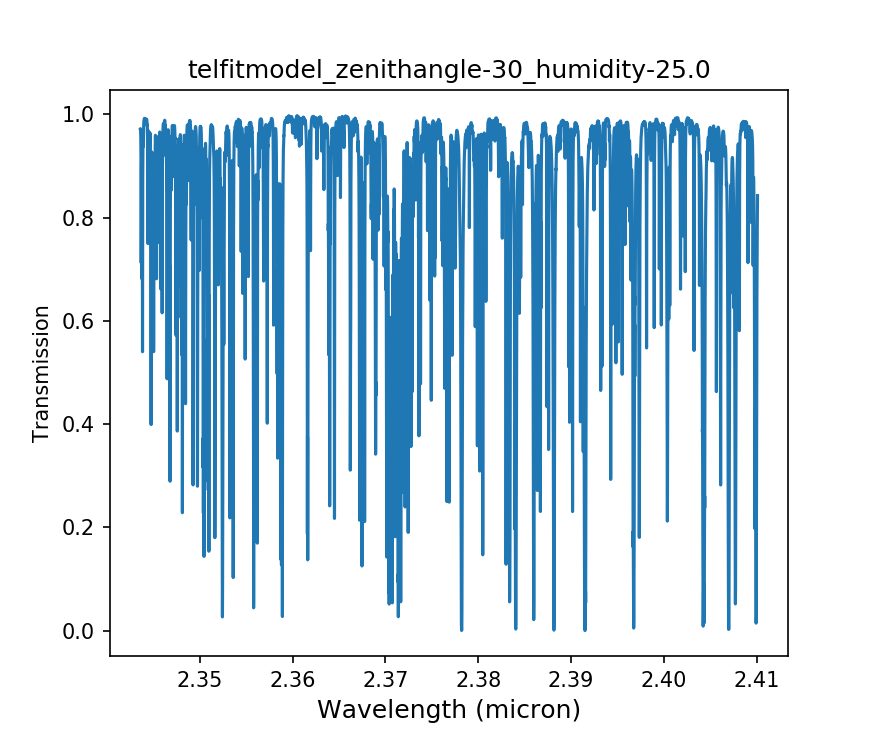 telfitmodel_zenithangle-30_humidity-25.0
1.0
0.8
0.6
0.4
0.2
0.0
Transmission
2.35 2.36 2.37 2.38 2.39 2.40 2.41
Wavelength (micron)